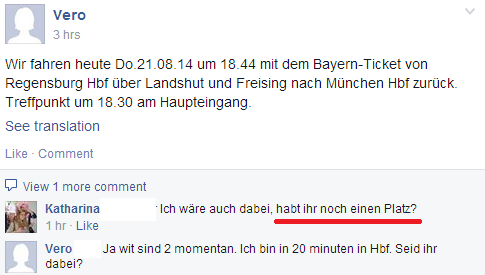 Vero
3 hrs
Wir fahren heute Do.21.08.14 um 18.44 mit dem Bayern-Ticket von
Regensburg Hbf über Landshut und Freising nach München Hbf zurück.
Treffpunkt um 18.30 am Haupteingang.
See translation
Like · Comment
View 1 more comment
Katharina Ich wäre auch dabei, habt ihr noch einen Platz?
1 hr · Like
Vero Ja wit sind 2 momentan. Ich bin in 20 minuten in Hbf. Seid ihr
dabei?